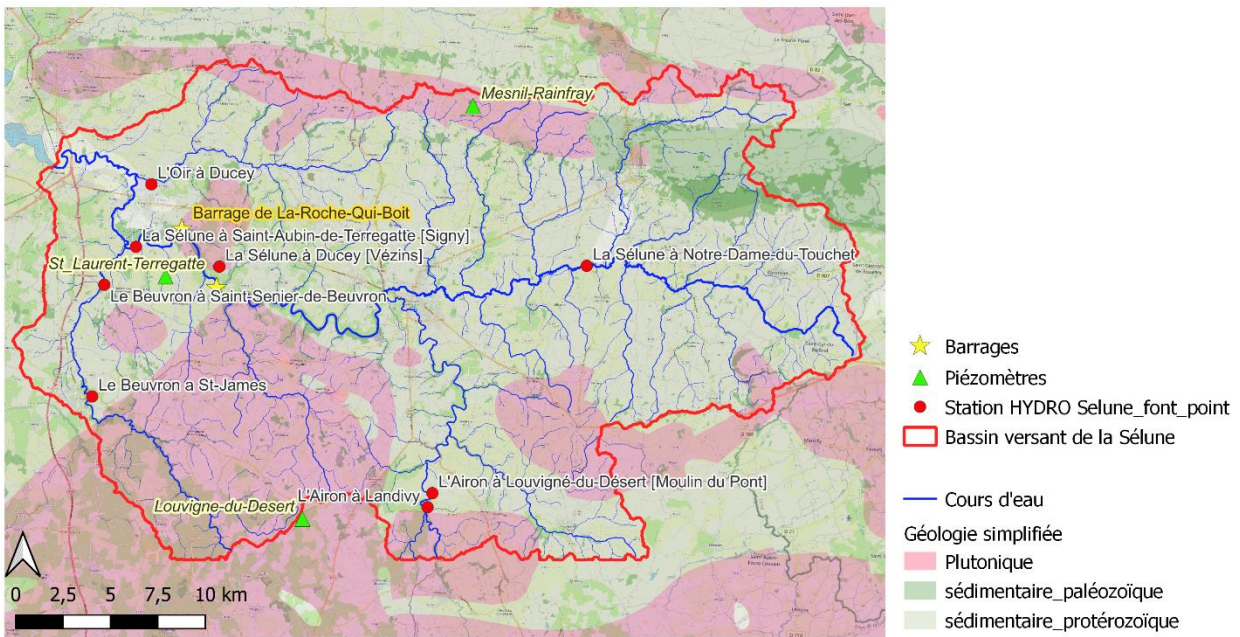 Mesnil-Rainfray
L'Oir à Ducey
Barrage de La-Roche-Qui-Boit
La Sélune à Saint-Aubin-de-Terregatte [Signy]
St_Laurent-Terregatte
La Sélune à Ducey [Vézins]
La Sélune à Notre-Dame-du-Touchet
Le Beuvron à Saint-Senier-de-Beuvron
Le Beuvron a St-James
L'Airon à Louvigné-du-Désert [Moulin du Pont]
Louvigne-du-Desert
L'Airon à Landivy
0 2,5 5 7,5 10 km
Barrages
Piézomètres
Station HYDRO Selune_font_point
Bassin versant de la Sélune
Cours d'eau
Géologie simplifiée
Plutonique
sédimentaire_paléozoïque
sédimentaire_protérozoïque